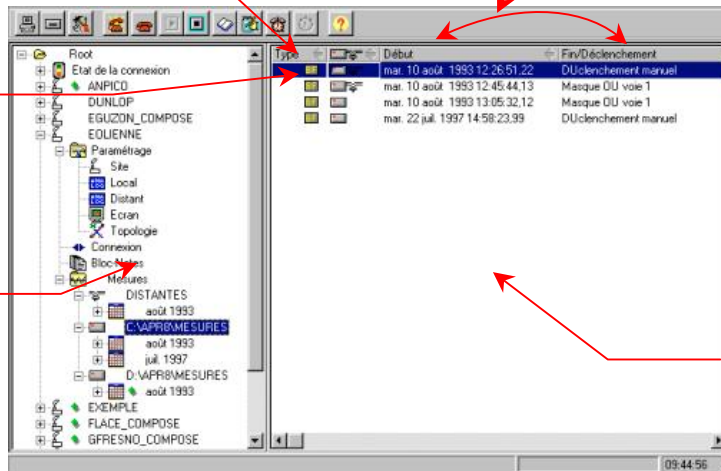 Root
Etat de la connexion
ANPICO
DUNLOP
EGUZON_COMPOSE
EOLIENNE
Paramétrage
Site
Local
Distant
Ecran
Topologie
Connexion
Bloc-Notes
Mesures
DISTANTES
août 1993
C:\APR8\MESURES
août 1993
juil. 1997
D:\APR8\MESURES
août 1993
EXEMPLE
FLACE_COMPOSE
GFRESNO_COMPOSE
Type Début Fin/Déclenchement
mar. 10 août 1993 12:26:51,22 DUclenchement manuel
mar. 10 août 1993 12:45:44,13 Masque OU voie 1
mar. 10 août 1993 13:05:32,12 Masque OU voie 1
mar. 22 juil. 1997 14:58:23,99 DUclenchement manuel
09:44:56